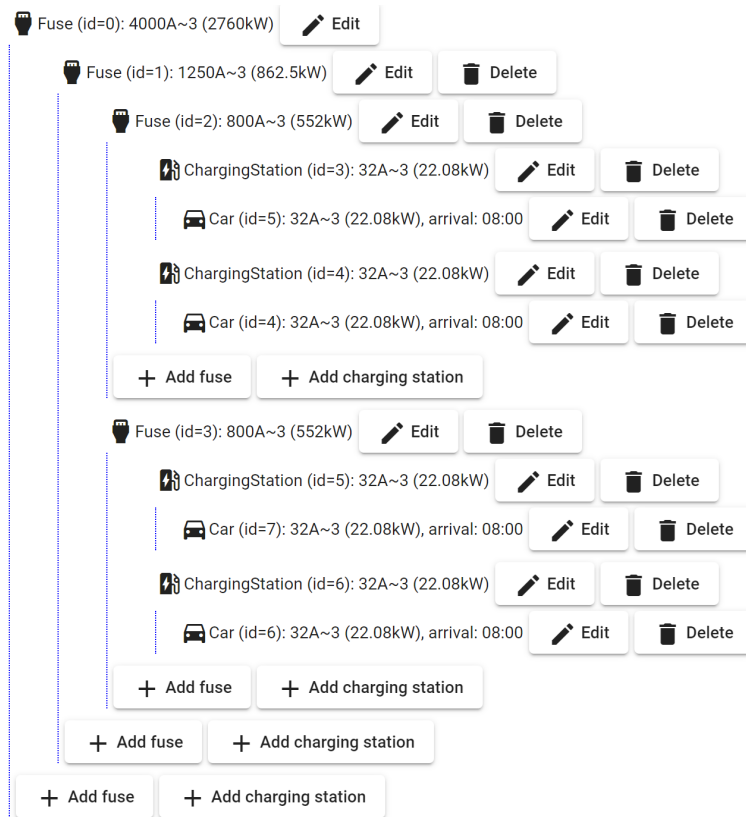 Fuse (id=0): 4000A~3 (2760kW) Edit
Fuse (id=1): 1250A~3 (862.5kW) Edit Delete
Fuse (id=2): 800A~3 (552kW) Edit Delete
ChargingStation (id=3): 32A~3 (22.08kW) Edit Delete
Car (id=5): 32A~3 (22.08kW), arrival: 08:00 Edit Delete
ChargingStation (id=4): 32A~3 (22.08kW) Edit Delete
Car (id=4): 32A~3 (22.08kW), arrival: 08:00 Edit Delete
+ Add fuse + Add charging station
Fuse (id=3): 800A~3 (552kW) Edit Delete
ChargingStation (id=5): 32A~3 (22.08kW) Edit Delete
Car (id=7): 32A~3 (22.08kW), arrival: 08:00 Edit Delete
ChargingStation (id=6): 32A~3 (22.08kW) Edit Delete
Car (id=6): 32A~3 (22.08kW), arrival: 08:00 Edit Delete
+ Add fuse + Add charging station
+ Add fuse + Add charging station
+ Add fuse + Add charging station